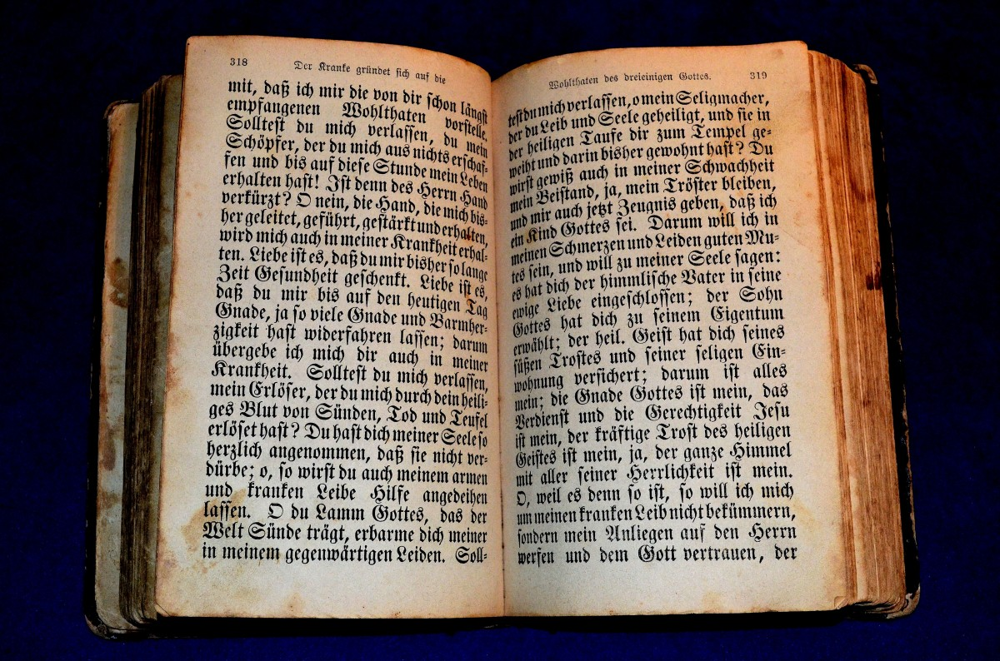 318
Der Kranke gründet sich auf die
mit, daß ich mir die von dir schon längst
empfangenen Wohlthaten vorstelle.
Solltest du mich verlassen, du mein
Schöpfer, der du mich aus nichts erschaf-
fen und bis auf diese Stunde mein Leben
erhalten hast! Ist denn des Herrn Hand
verkürzt? O nein, die Hand, die mich bis-
her geleitet, geführt, gestärkt und erhalten,
wird mich auch in meiner Krankheit erhal-
ten. Liebe ist es, daß du mir bisher so lange
Zeit Gesundheit geschenkt. Liebe ist es,
daß du mir bis auf den heutigen Tag
Gnade, ja so viele Gnade und Barmher-
zigkeit hast widerfahren lassen; darum
übergebe ich mich dir auch in meiner
Krankheit. Solltest du mich verlassen,
mein Erlöser, der du mich durch dein heili-
ges Blut von Sünden, Tod und Teufel
erlöset hast? Du hast dich meiner Seele so
herzlich angenommen, daß sie nicht ver-
dürbe; o, so wirst du auch meinem armen
und kranken Leibe Hilfe angedeihen
lassen. O du Lamm Gottes, das der
Welt Sünde trägt, erbarme dich meiner
in meinem gegenwärtigen Leiden. Soll-
Wohlthaten des dreieinigen Gottes.
319
test du mich verlassen, o mein Seligmacher,
der du Leib und Seele geheiligt, und sie in
der heiligen Taufe dir zum Tempel ge-
weiht und darin bisher gewohnt hast? Du
wirst gewiß auch in meiner Schwachheit
mein Beistand, ja, mein Tröster bleiben,
und mir auch jetzt Zeugnis geben, daß ich
ein Kind Gottes sei. Darum will ich in
meinen Schmerzen und Leiden guten Mu-
tes sein, und will zu meiner Seele sagen:
es hat dich der himmlische Vater in seine
ewige Liebe eingeschlossen; der Sohn
Gottes hat dich zu seinem Eigentum
erwählt; der heil. Geist hat dich seines
süßen Trostes und seiner seligen Ein-
wohnung versichert; darum ist alles
mein; die Gnade Gottes ist mein, das
Verdienst und die Gerechtigkeit Jesu
ist mein, der kräftige Trost des heiligen
Geistes ist mein, ja, der ganze Himmel
mit aller seiner Herrlichkeit ist mein.
O, weil es denn so ist, so will ich mich
um meinen kranken Leib nicht bekümmern,
sondern mein Anliegen auf den Herrn
werfen und dem Gott vertrauen, der